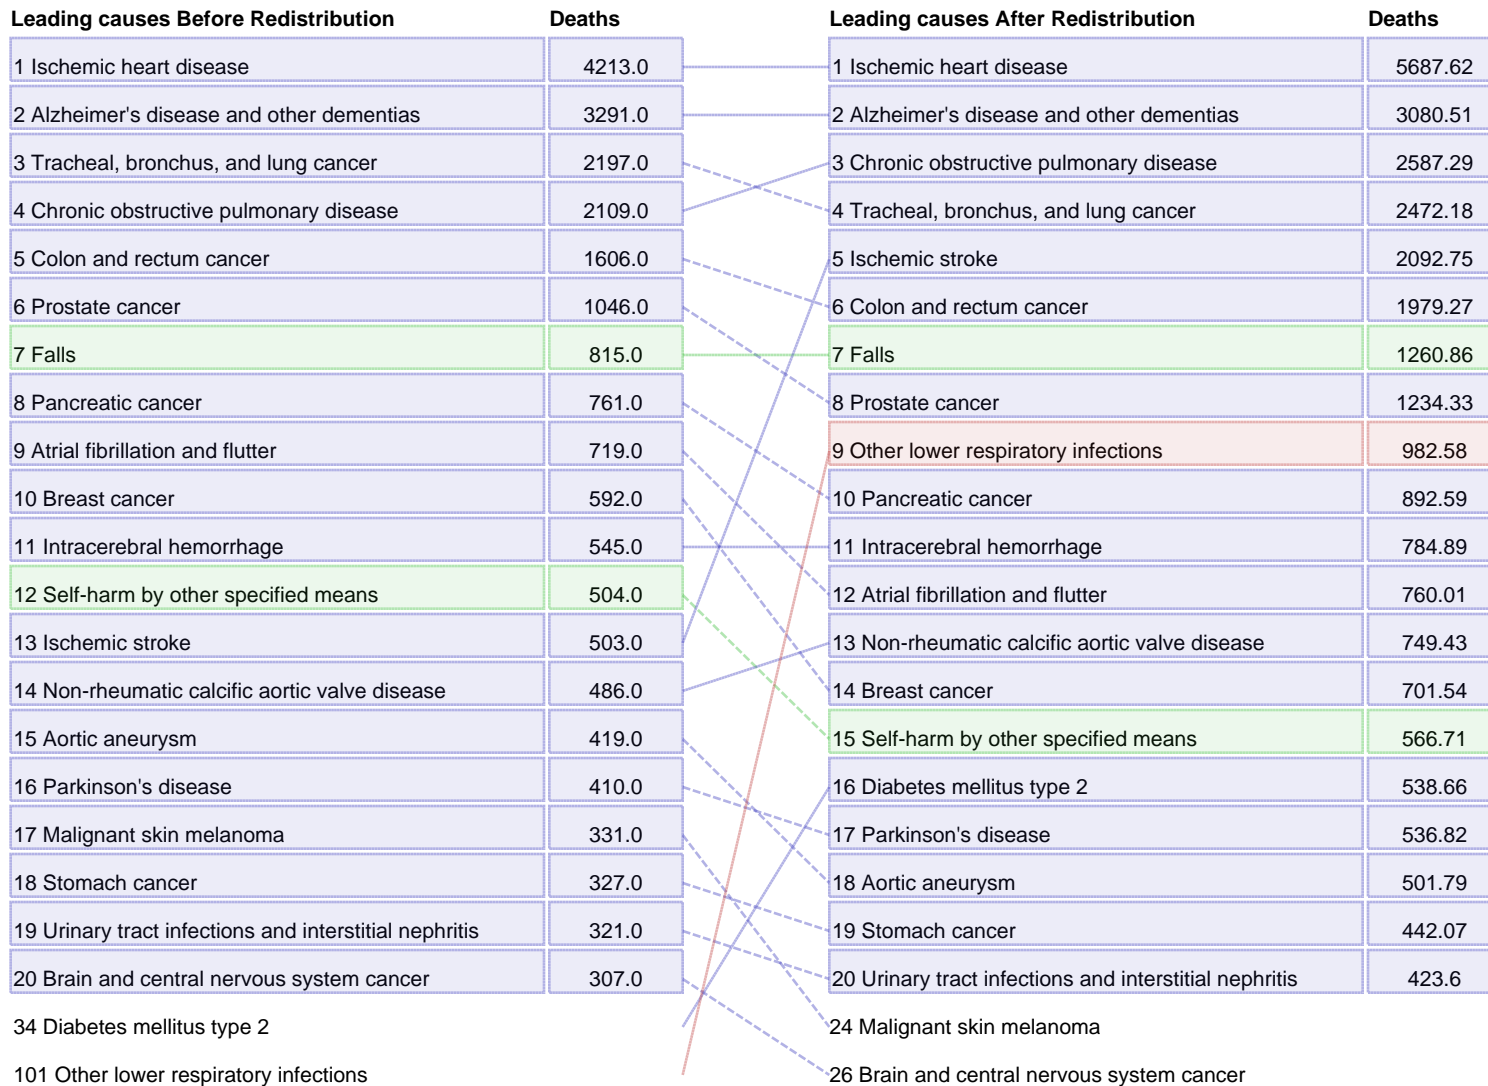 Leading causes Before Redistribution Deaths Leading causes After Redistribution Deaths
1 Ischemic heart disease 4213.0 1 Ischemic heart disease 5687.62
2 Alzheimer's disease and other dementias 3291.0 2 Alzheimer's disease and other dementias 3080.51
3 Tracheal, bronchus, and lung cancer 2197.0 3 Chronic obstructive pulmonary disease 2587.29
4 Chronic obstructive pulmonary disease 2109.0 4 Tracheal, bronchus, and lung cancer 2472.18
5 Colon and rectum cancer 1606.0 5 Ischemic stroke 2092.75
6 Prostate cancer 1046.0 6 Colon and rectum cancer 1979.27
7 Falls 815.0 7 Falls 1260.86
8 Pancreatic cancer 761.0 8 Prostate cancer 1234.33
9 Atrial fibrillation and flutter 719.0 9 Other lower respiratory infections 982.58
10 Breast cancer 592.0 10 Pancreatic cancer 892.59
11 Intracerebral hemorrhage 545.0 11 Intracerebral hemorrhage 784.89
12 Self-harm by other specified means 504.0 12 Atrial fibrillation and flutter 760.01
13 Ischemic stroke 503.0 13 Non-rheumatic calcific aortic valve disease 749.43
14 Non-rheumatic calcific aortic valve disease 486.0 14 Breast cancer 701.54
15 Aortic aneurysm 419.0 15 Self-harm by other specified means 566.71
16 Parkinson's disease 410.0 16 Diabetes mellitus type 2 538.66
17 Malignant skin melanoma 331.0 17 Parkinson's disease 536.82
18 Stomach cancer 327.0 18 Aortic aneurysm 501.79
19 Urinary tract infections and interstitial nephritis 321.0 19 Stomach cancer 442.07
20 Brain and central nervous system cancer 307.0 20 Urinary tract infections and interstitial nephritis 423.6
34 Diabetes mellitus type 2 24 Malignant skin melanoma
101 Other lower respiratory infections 26 Brain and central nervous system cancer